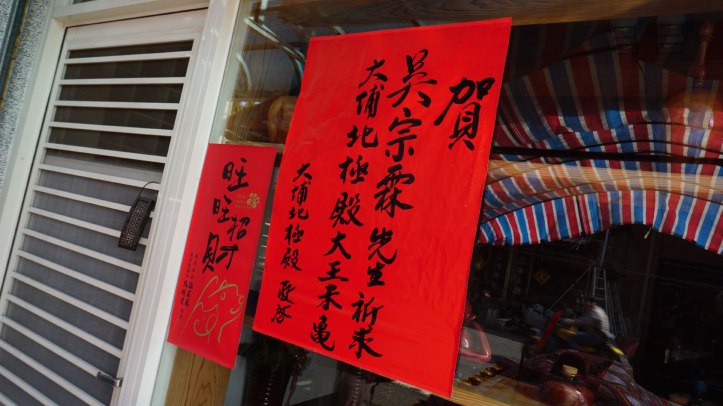 賀
吳宗霖先生祈求
大埔北極殿大王米龜
大埔北極殿 敬賀
旺旺招財